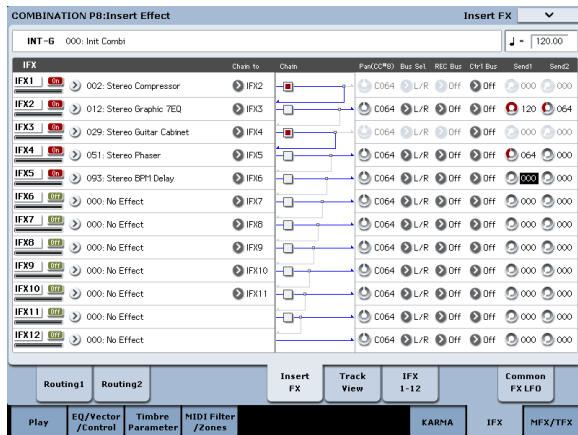 COMBINATION P8:Insert Effect Insert FX
INT-G 000: Init Combi ♩ = 120.00
IFX Chain to Chain Pan(CC#8) Bus Sel. REC Bus Ctrl Bus Send1 Send2
IFX1 On 002: Stereo Compressor IFX2 C064 L/R Off Off 000 000
IFX2 On 012: Stereo Graphic 7EQ IFX3 C064 L/R Off Off 120 064
IFX3 On 029: Stereo Guitar Cabinet IFX4 C064 L/R Off Off 000 000
IFX4 On 051: Stereo Phaser IFX5 C064 L/R Off Off 064 000
IFX5 On 093: Stereo BPM Delay IFX6 C064 L/R Off Off 000 000
IFX6 Off 000: No Effect IFX7 C064 L/R Off Off 000 000
IFX7 Off 000: No Effect IFX8 C064 L/R Off Off 000 000
IFX8 Off 000: No Effect IFX9 C064 L/R Off Off 000 000
IFX9 Off 000: No Effect IFX10 C064 L/R Off Off 000 000
IFX10 Off 000: No Effect IFX11 C064 L/R Off Off 000 000
IFX11 Off 000: No Effect C064 L/R Off Off 000 000
IFX12 Off 000: No Effect C064 L/R Off Off 000 000
Routing1 Routing2 Insert FX Track View IFX 1-12 Common FX LFO
Play EQ/Vector /Control Timbre Parameter MIDI Filter /Zones KARMA IFX MFX/TFX